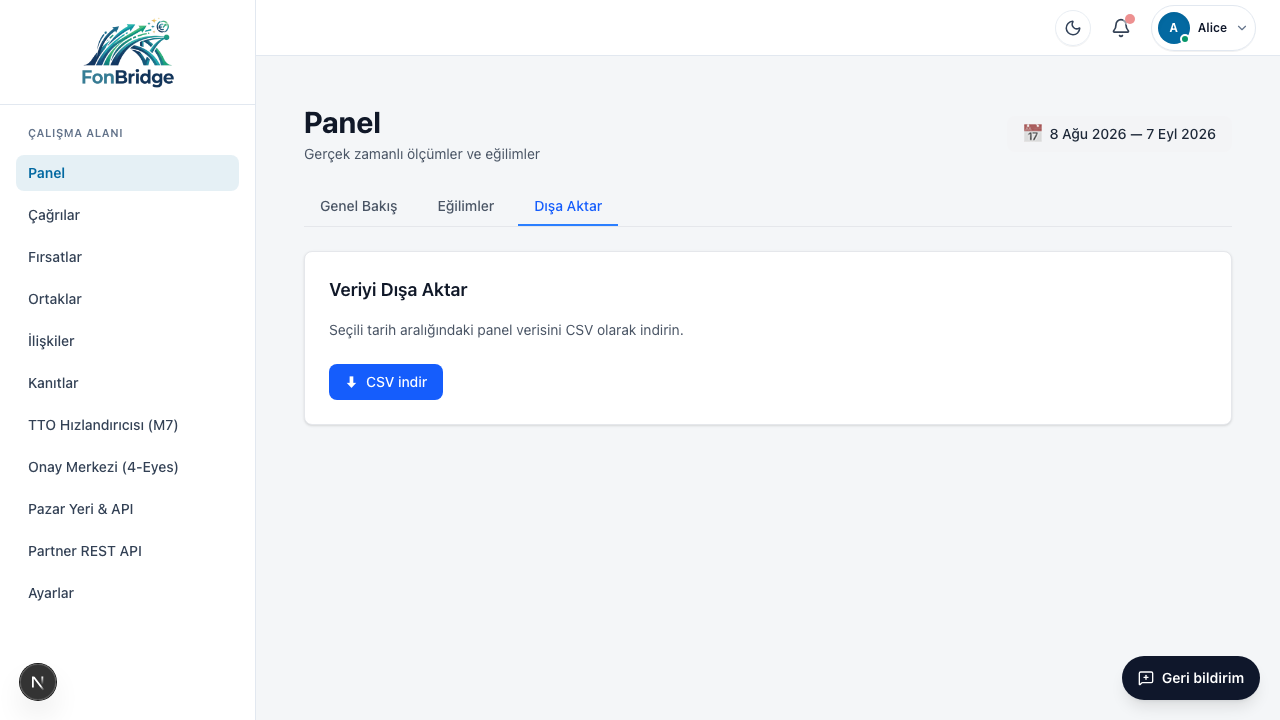 FonBridge
ÇALIŞMA ALANI
Panel
Çağrılar
Fırsatlar
Ortaklar
İlişkiler
Kanıtlar
TTO Hızlandırıcısı (M7)
Onay Merkezi (4-Eyes)
Pazar Yeri & API
Partner REST API
Ayarlar
N
A
Alice
Panel
Gerçek zamanlı ölçümler ve eğilimler
17
8 Ağu 2026 — 7 Eyl 2026
Genel Bakış
Eğilimler
Dışa Aktar
Veriyi Dışa Aktar
Seçili tarih aralığındaki panel verisini CSV olarak indirin.
CSV indir
Geri bildirim